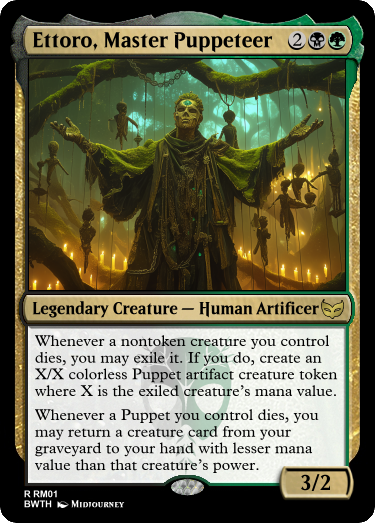 Ettoro, Master Puppeteer 2
Legendary Creature — Human Artificer
Whenever a nontoken creature you control
dies, you may exile it. If you do, create an
X/X colorless Puppet artifact creature token
where X is the exiled creature's mana value.
Whenever a Puppet you control dies, you
may return a creature card from your
graveyard to your hand with lesser mana
value than that creature's power.
3/2
R RM01
BWTH Midjourney